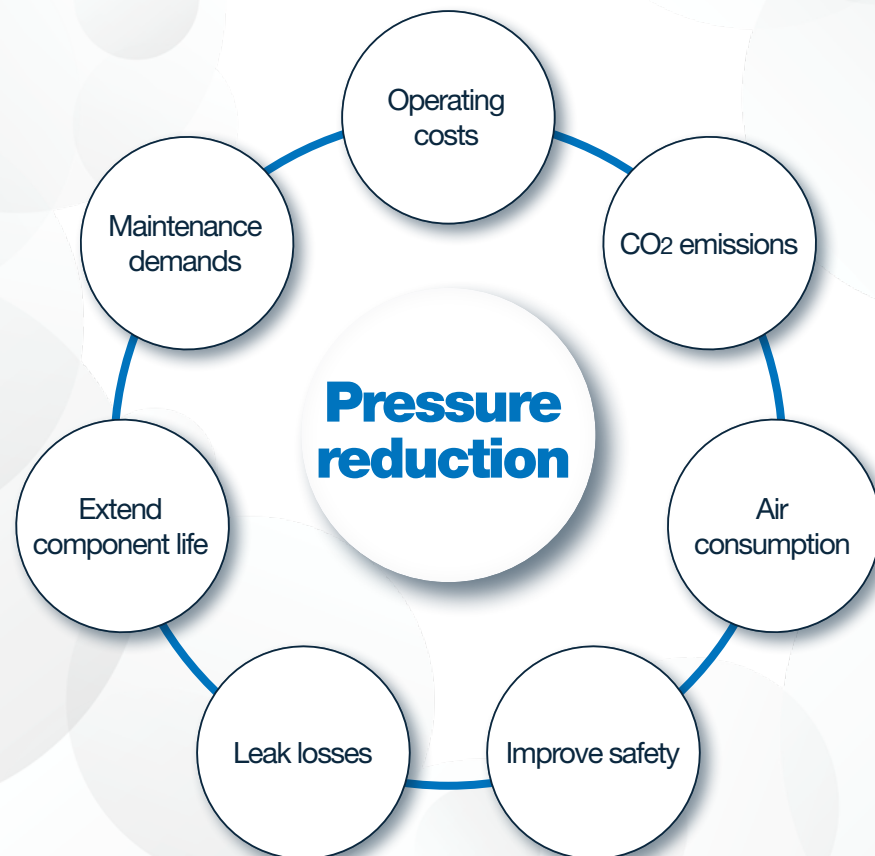 Operating
costs
CO2 emissions
Air
consumption
Improve safety
Leak losses
Extend
component life
Maintenance
demands
Pressure
reduction